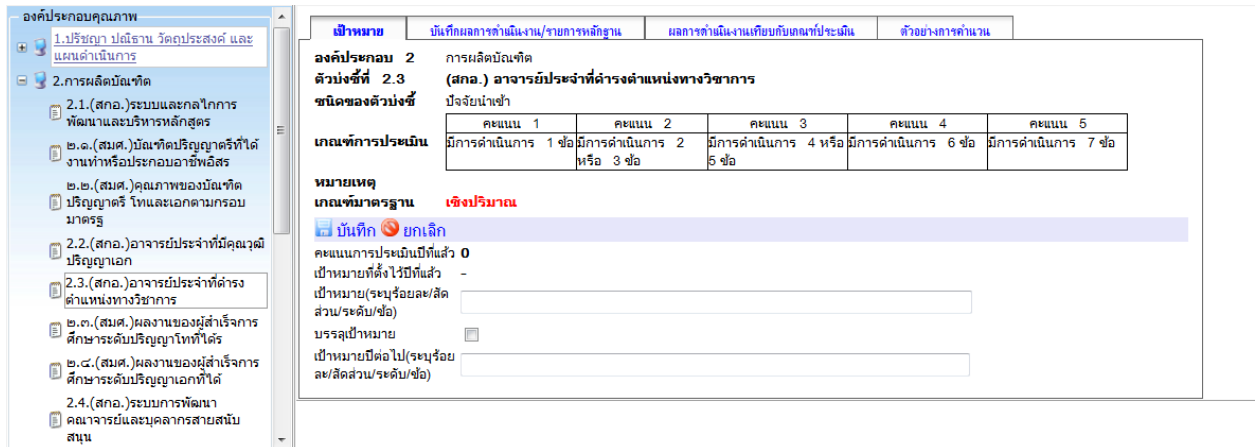 องค์ประกอบคุณภาพ
1.ปรัชญา ปณิธาน วัตถุประสงค์ และ
แผนดำเนินการ
2.การผลิตบัณฑิต
2.1.(สกอ.)ระบบและกลไกการ
พัฒนาและบริหารหลักสูตร
๒.๑.(สมศ.)บัณฑิตปริญญาตรีที่ได้
งานทำหรือประกอบอาชีพอิสร
๒.๒.(สมศ.)คุณภาพของบัณฑิต
ปริญญาตรี โทและเอกตามกรอบ
มาตรฐ
2.2.(สกอ.)อาจารย์ประจำที่มีคุณวุฒิ
ปริญญาเอก
2.3.(สกอ.)อาจารย์ประจำที่ดำรง
ตำแหน่งทางวิชาการ
๒.๓.(สมศ.)ผลงานของผู้สำเร็จการ
ศึกษาระดับปริญญาโทที่ได้ร
๒.๔.(สมศ.)ผลงานของผู้สำเร็จการ
ศึกษาระดับปริญญาเอกที่ได้
2.4.(สกอ.)ระบบการพัฒนา
คณาจารย์และบุคลากรสายสนับ
สนุน
เป้าหมาย บันทึกผลการดำเนินงาน/รายการหลักฐาน ผลการดำเนินงานเทียบกับเกณฑ์ประเมิน ตัวอย่างการคำนวน
องค์ประกอบ 2 การผลิตบัณฑิต
ตัวบ่งชี้ที่ 2.3 (สกอ.) อาจารย์ประจำที่ดำรงตำแหน่งทางวิชาการ
ชนิดของตัวบ่งชี้ ปัจจัยนำเข้า
คะแนน 1 คะแนน 2 คะแนน 3 คะแนน 4 คะแนน 5
เกณฑ์การประเมิน มีการดำเนินการ 1 ข้อ มีการดำเนินการ 2 มีการดำเนินการ 4 หรือ มีการดำเนินการ 6 ข้อ มีการดำเนินการ 7 ข้อ
หรือ 3 ข้อ 5 ข้อ
หมายเหตุ
เกณฑ์มาตรฐาน เชิงปริมาณ
บันทึก ยกเลิก
คะแนนการประเมินปีที่แล้ว 0
เป้าหมายที่ตั้งไว้ปีที่แล้ว -
เป้าหมาย(ระบุร้อยละ/สัด
ส่วน/ระดับ/ข้อ)
บรรลุเป้าหมาย
เป้าหมายปีต่อไป(ระบุร้อย
ละ/สัดส่วน/ระดับ/ข้อ)